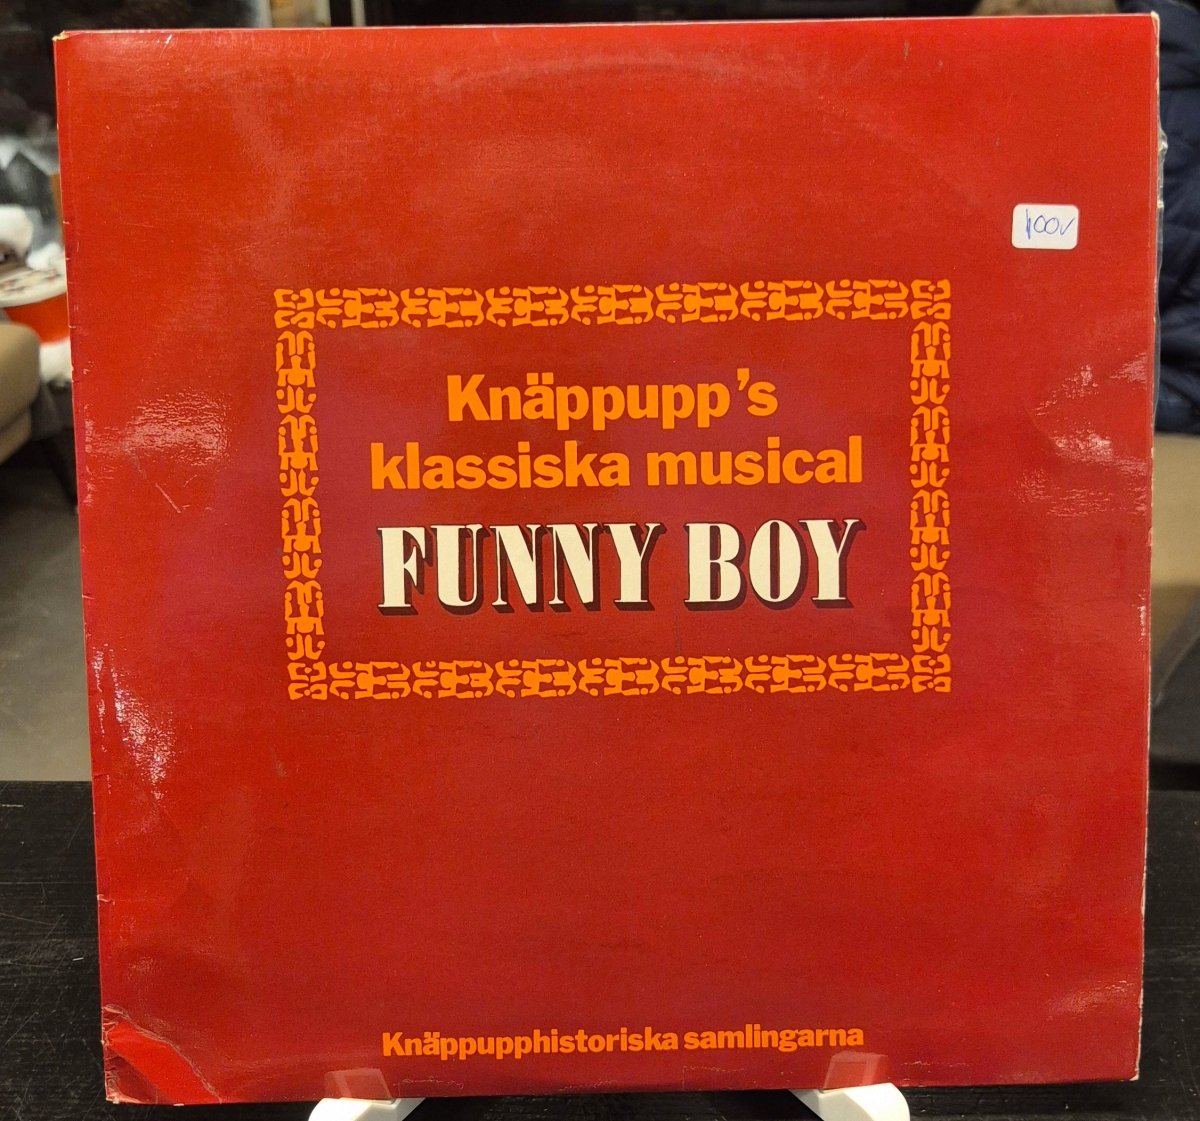 100
Knäppupp's
klassiska musical
FUNNY BOY
Knäppupphistoriska samlingarna